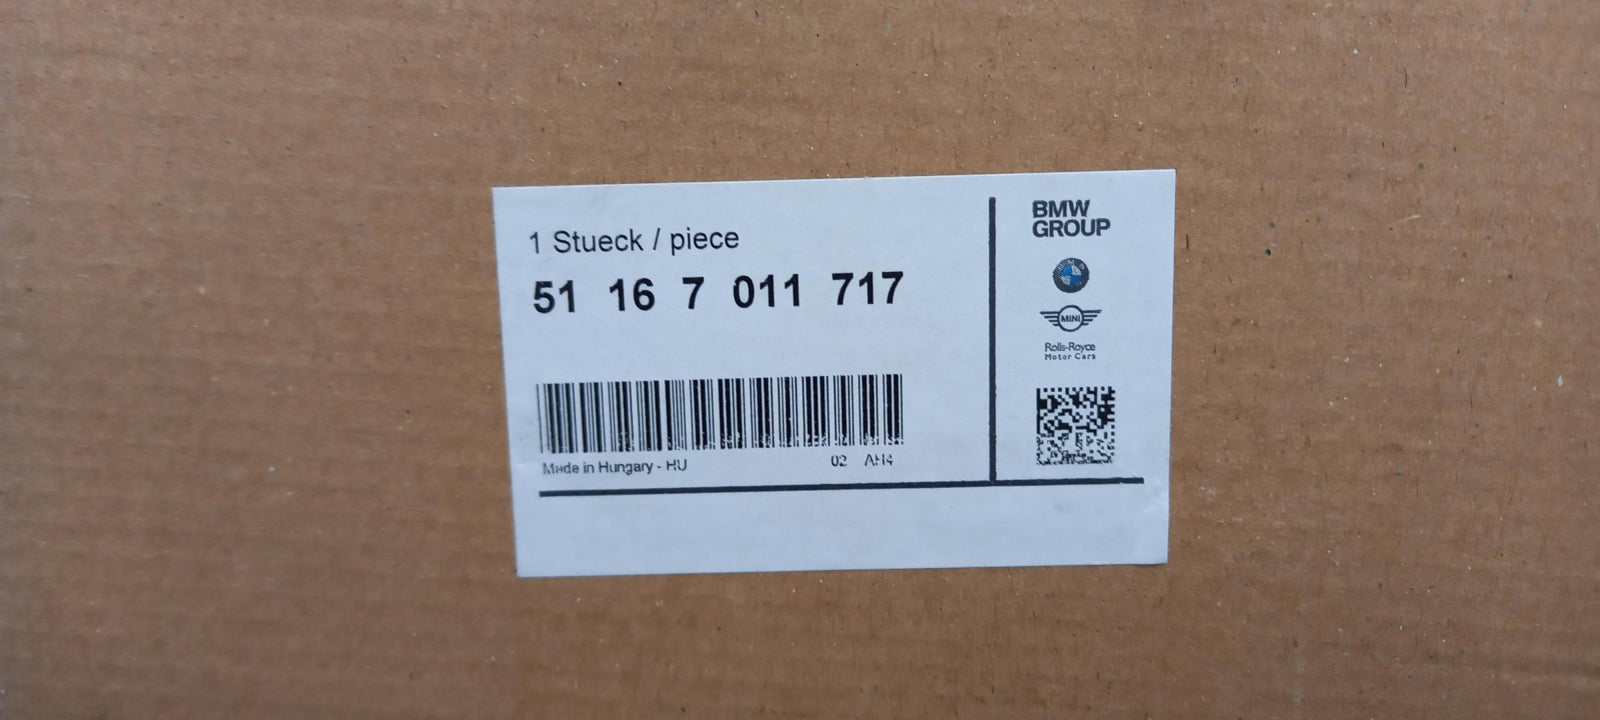 1 Stueck / piece
51 16 7 011 717
Made in Hungary - HU
02 AH4
BMW
GROUP
MINI
Rolls-Royce
Motor Cars